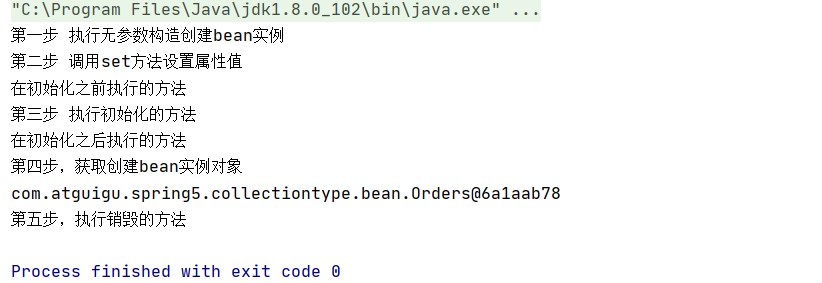 "C:\Program Files\Java\jdk1.8.0_102\bin\java.exe" ...
第一步 执行无参数构造创建bean实例
第二步 调用set方法设置属性值
在初始化之前执行的方法
第三步 执行初始化的方法
在初始化之后执行的方法
第四步，获取创建bean实例对象
com.atguigu.spring5.collectiontype.bean.Orders@6a1aab78
第五步，执行销毁的方法
Process finished with exit code 0